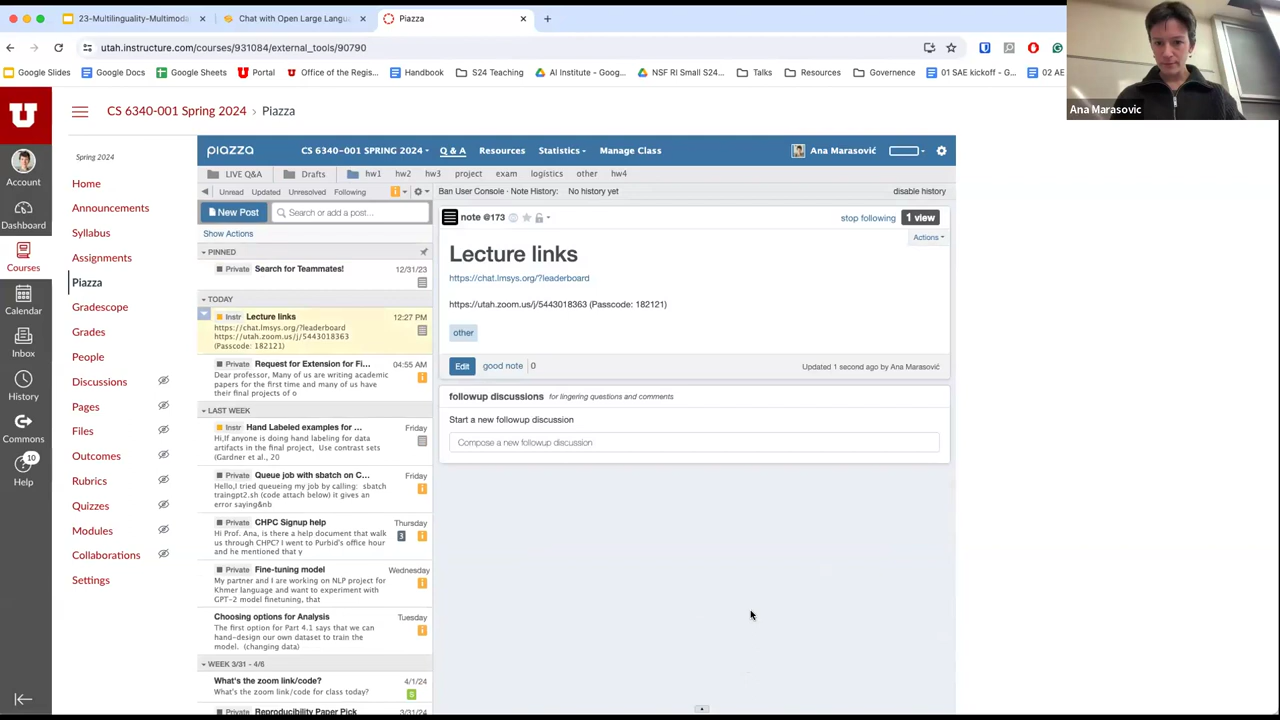 23-Multilinguality-Multimoda
Chat with Open Large Langua
Piazza
utah.instructure.com/courses/931084/external_tools/90790
Google Slides
Google Docs
Google Sheets
Portal
Office of the Regis...
Handbook
S24 Teaching
AI Institute - Goog...
NSF RI Small S24...
Talks
Resources
Governence
01 SAE kickoff - G...
02 AE
Ana Marasovic
CS 6340-001 Spring 2024 › Piazza
Spring 2024
Account
Dashboard
Courses
Calendar
Inbox
History
Commons
10
Help
Home
Announcements
Syllabus
Assignments
Piazza
Gradescope
Grades
People
Discussions
Pages
Files
Outcomes
Rubrics
Quizzes
Modules
Collaborations
Settings
piazza
CS 6340-001 SPRING 2024
Q & A
Resources
Statistics
Manage Class
Ana Marasović
LIVE Q&A
Drafts
hw1
hw2
hw3
project
exam
logistics
other
hw4
Unread
Updated
Unresolved
Following
Ban User Console · Note History:
No history yet
disable history
New Post
Search or add a post...
Show Actions
PINNED
Private Search for Teammates! 12/31/23
TODAY
Instr Lecture links 12:27 PM
https://chat.lmsys.org/?leaderboard
https://utah.zoom.us/j/5443018363
(Passcode: 182121)
Private Request for Extension for Fi... 04:55 AM
Dear professor, Many of us are writing academic
papers for the first time and many of us have
their final projects of o
LAST WEEK
Instr Hand Labeled examples for ... Friday
Hi,If anyone is doing hand labeling for data
artifacts in the final project, Use contrast sets
(Gardner et al., 20
Private Queue job with sbatch on C... Friday
Hello,I tried queueing my job by calling: sbatch
traingpt2.sh (code attach below) it gives an
error saying&nb
Private CHPC Signup help Thursday
Hi Prof. Ana, is there a help document that walk
us through CHPC? I went to Purbid's office hour
and he mentioned that y
3
Private Fine-tuning model Wednesday
My partner and I are working on NLP project for
Khmer language and want to experiment with
GPT-2 model finetuning, that
Choosing options for Analysis Tuesday
The first option for Part 4.1 says that we can
hand-design our own dataset to train the
model. (changing data)
WEEK 3/31 - 4/6
What's the zoom link/code? 4/1/24
What's the zoom link/code for class today?
Private Reproducibility Paper Pick 3/31/24
note @173
stop following
1 view
Actions
Lecture links
https://chat.lmsys.org/?leaderboard
https://utah.zoom.us/j/5443018363 (Passcode: 182121)
other
Edit
good note
0
Updated 1 second ago by Ana Marasović
followup discussions for lingering questions and comments
Start a new followup discussion
Compose a new followup discussion